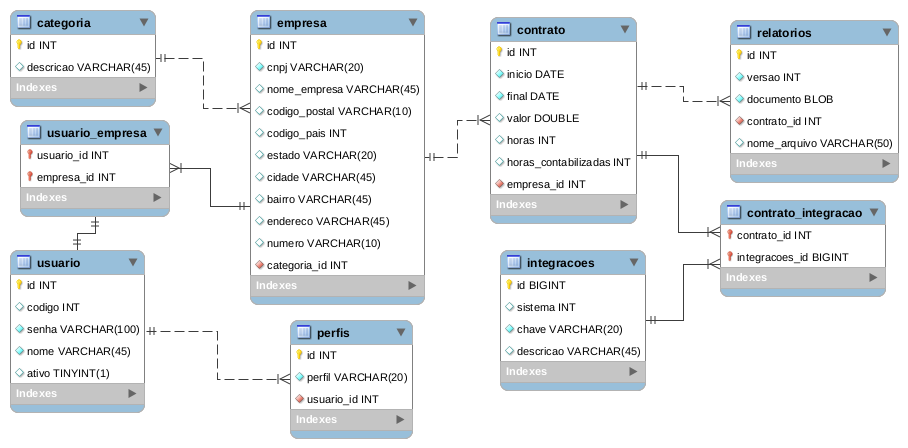 categoria
id INT
descricao VARCHAR(45)
Indexes
empresa
id INT
cnpj VARCHAR(20)
nome_empresa VARCHAR(45)
codigo_postal VARCHAR(10)
codigo_pais INT
estado VARCHAR(20)
cidade VARCHAR(45)
bairro VARCHAR(45)
endereco VARCHAR(45)
numero VARCHAR(10)
categoria_id INT
Indexes
contrato
id INT
inicio DATE
final DATE
valor DOUBLE
horas INT
horas_contabilizadas INT
empresa_id INT
Indexes
relatorios
id INT
versao INT
documento BLOB
contrato_id INT
nome_arquivo VARCHAR(50)
Indexes
usuario_empresa
usuario_id INT
empresa_id INT
Indexes
contrato_integracao
contrato_id INT
integracoes_id BIGINT
Indexes
usuario
id INT
codigo INT
senha VARCHAR(100)
nome VARCHAR(45)
ativo TINYINT(1)
Indexes
integracoes
id BIGINT
sistema INT
chave VARCHAR(20)
descricao VARCHAR(45)
Indexes
perfis
id INT
perfil VARCHAR(20)
usuario_id INT
Indexes